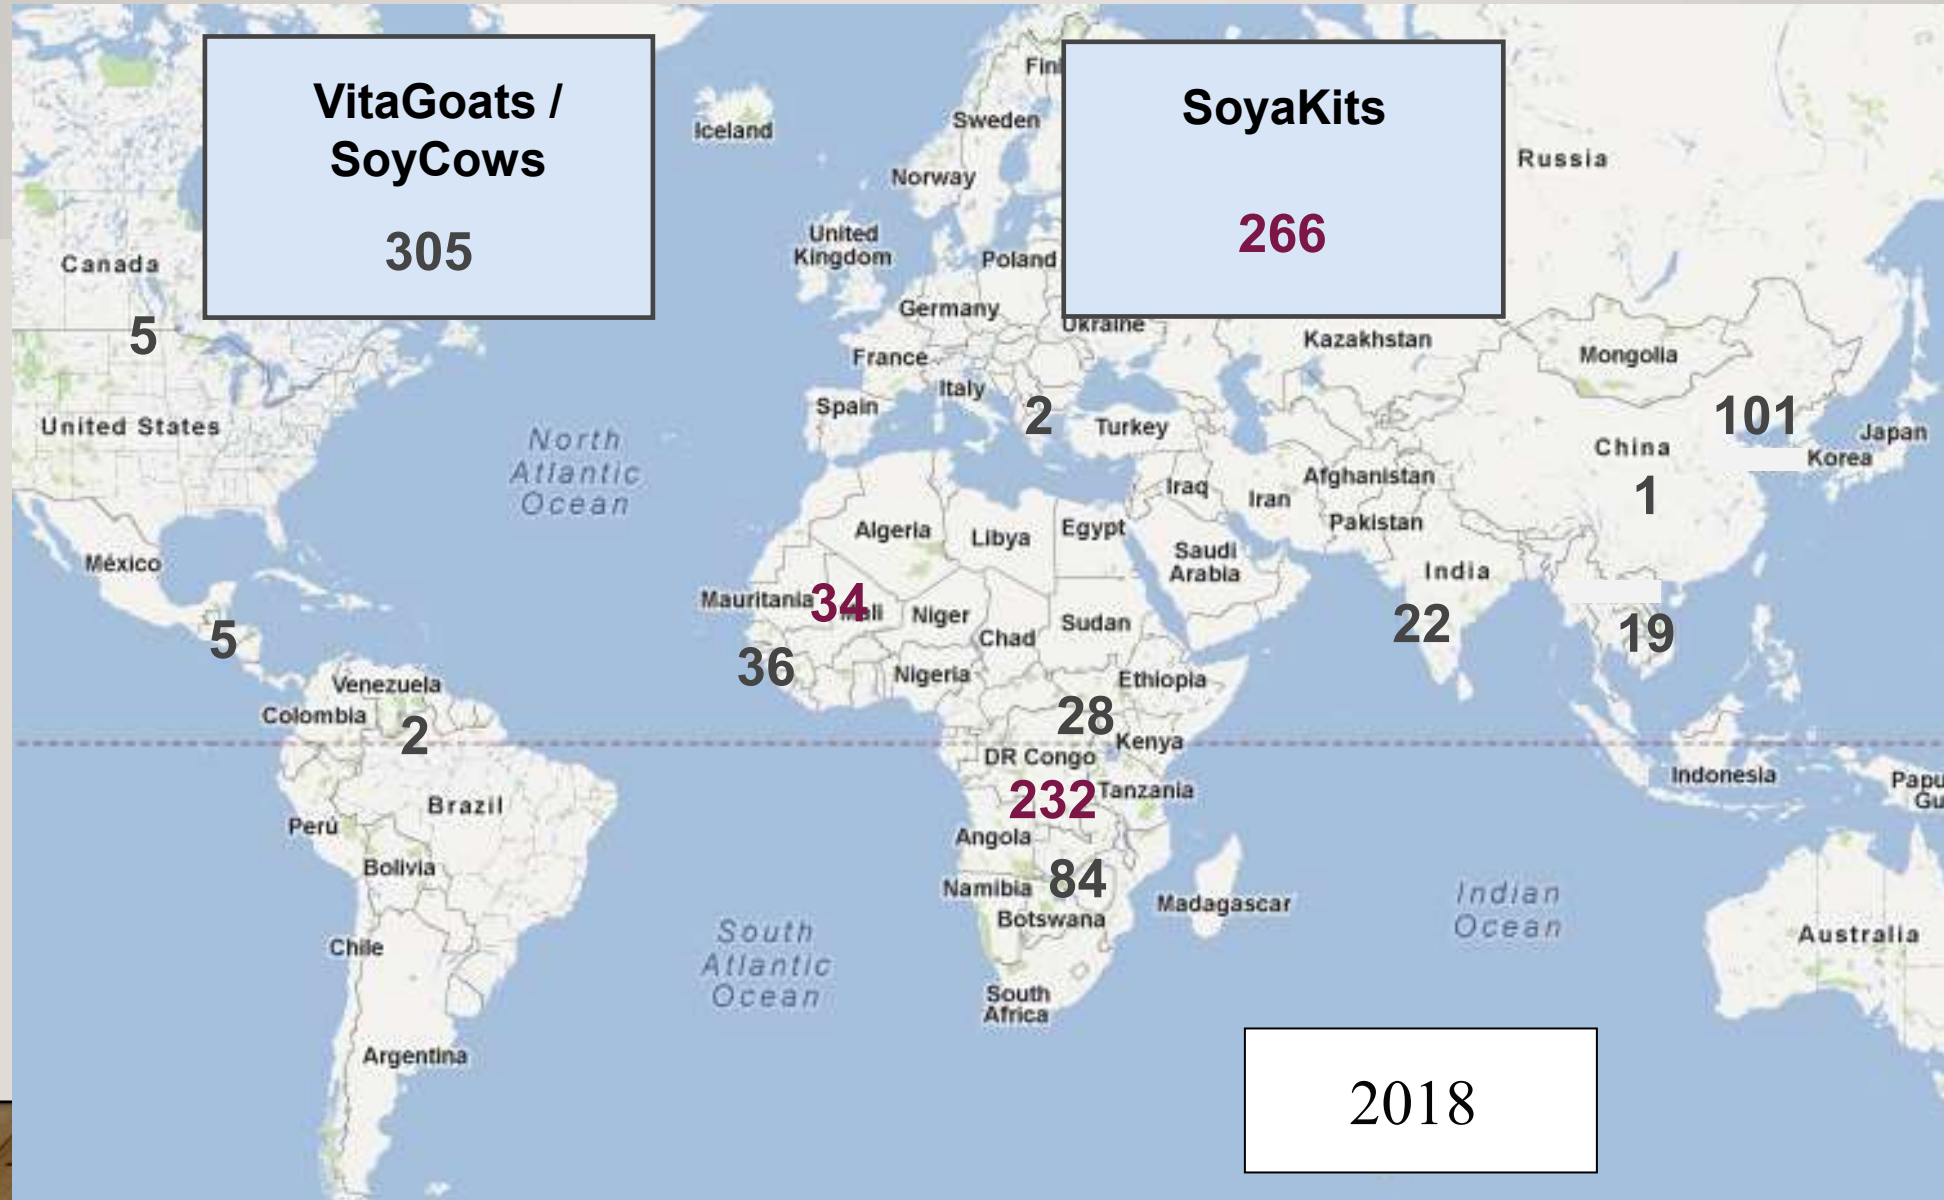 VitaGoats /
SoyCows
305
SoyaKits
266
Iceland
Sweden
Norway
Russia
United
Kingdom
Poland
Canada
Germany
Ukraine
France
Kazakhstan
Mongolia
5
Italy
Spain
2
Turkey
101
Japan
United States
North
Atlantic
Ocean
China
Korea
1
Afghanistan
Iraq
Iran
Pakistan
Algeria
Libya
Egypt
Saudi
Arabia
India
México
Mauritania
34
Niger
Chad
Sudan
22
19
5
36
Nigeria
Ethiopia
Venezuela
Colombia
2
28
Kenya
DR Congo
232
Tanzania
Indonesia
Brazil
Perú
Angola
Bolivia
84
Namibia
Botswana
Madagascar
Indian
Ocean
Australia
Chile
South
Atlantic
Ocean
South
Africa
Argentina
2018